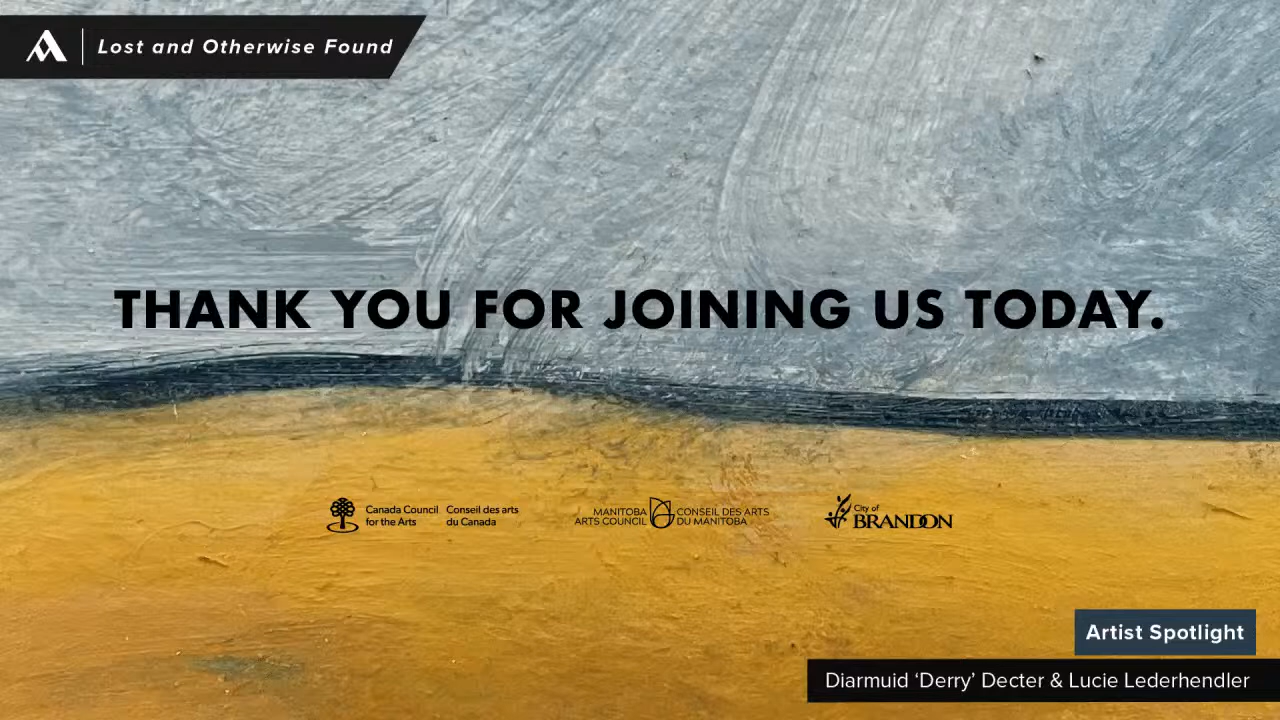 Lost and Otherwise Found
THANK YOU FOR JOINING US TODAY.
Canada Council Conseil des arts
for the Arts du Canada
MANITOBA CONSEIL DES ARTS
ARTS COUNCIL DU MANITOBA
City of
BRANDON
Artist Spotlight
Diarmuid ‘Derry’ Decter & Lucie Lederhendler